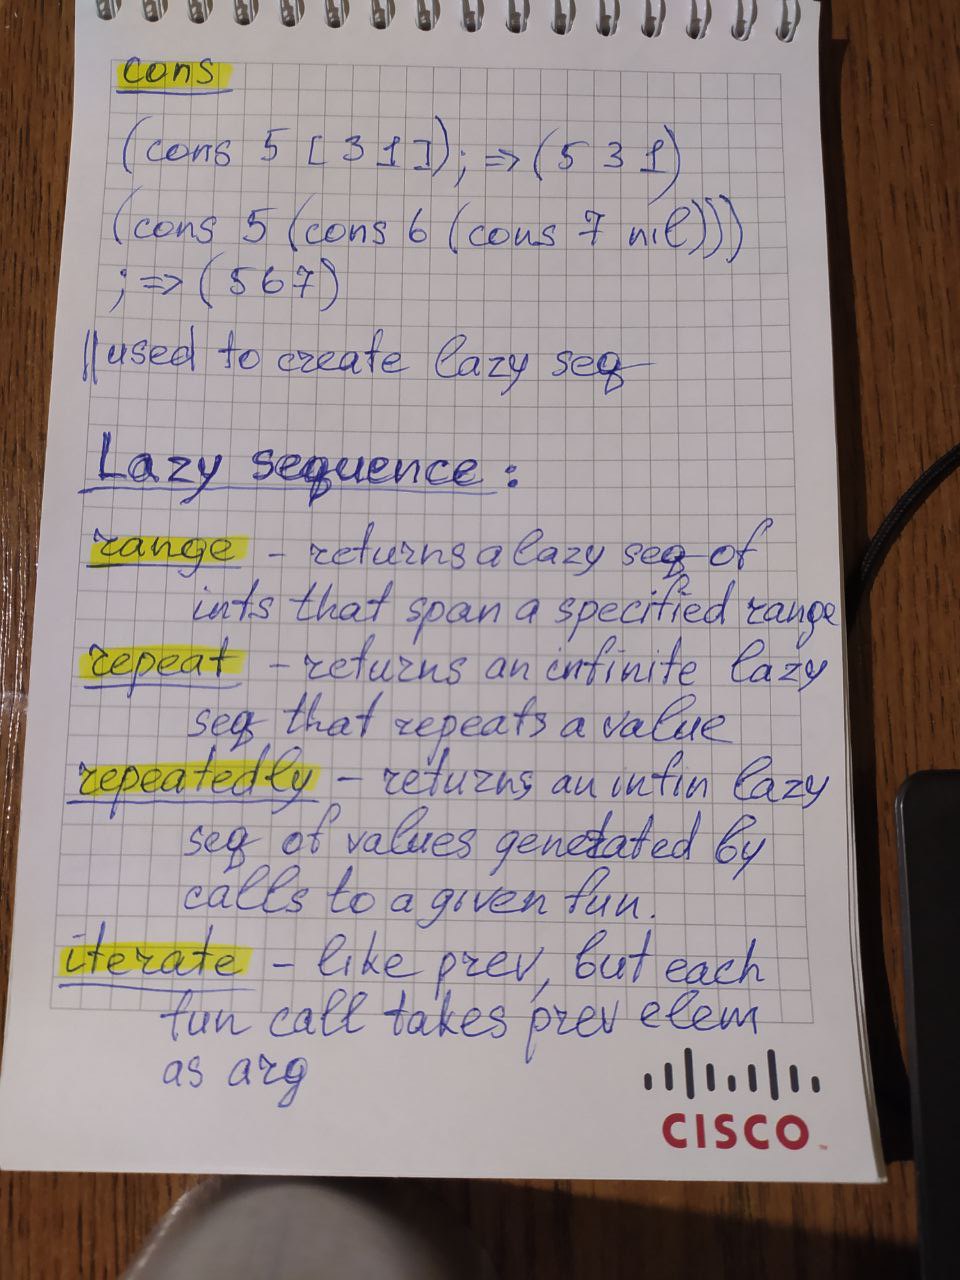 cons
(cons 5 [ 3 1 ]); => (5 3 1)
(cons 5 (cons 6 (cons 7 nil)))
; => (5 6 7)
|| used to create lazy seq
Lazy sequence:
range - returns a lazy seq of
ints that span a specified range
repeat - returns an infinite lazy
seq that repeats a value
repeatedly - returns an infin lazy
seq of values generated by
calls to a given fun.
iterate - like prev, but each
fun call takes prev elem
as arg
CISCO